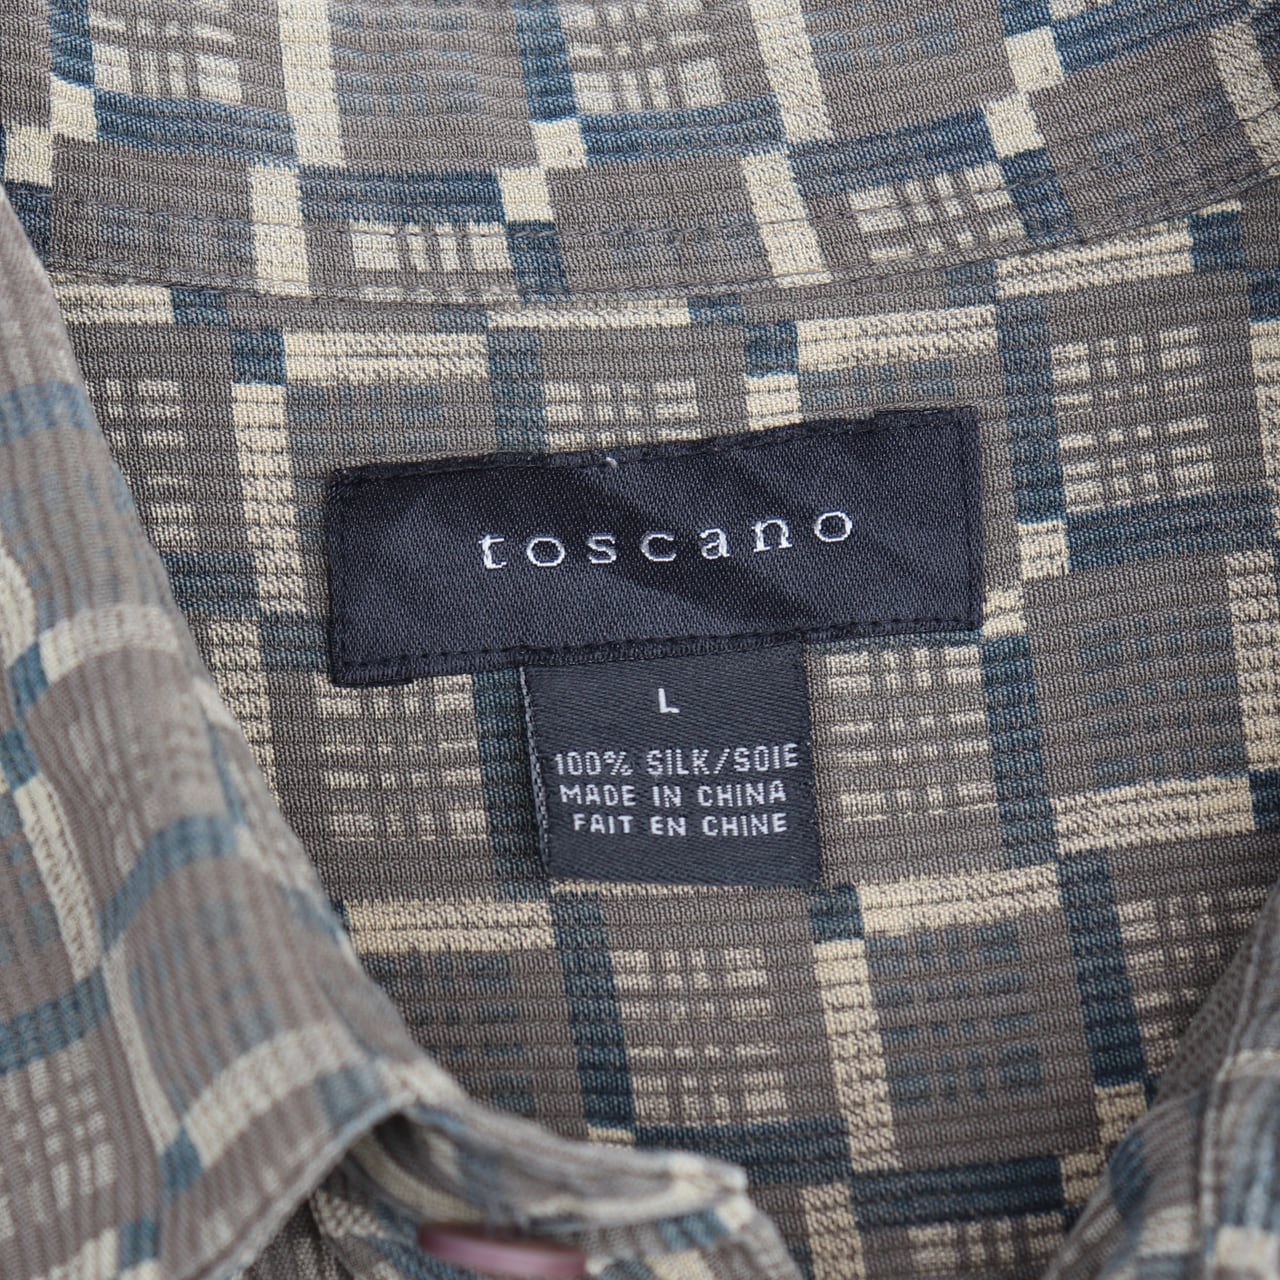 toscano
L
100% SILK/SOIE
MADE IN CHINA
FAIT EN CHINE